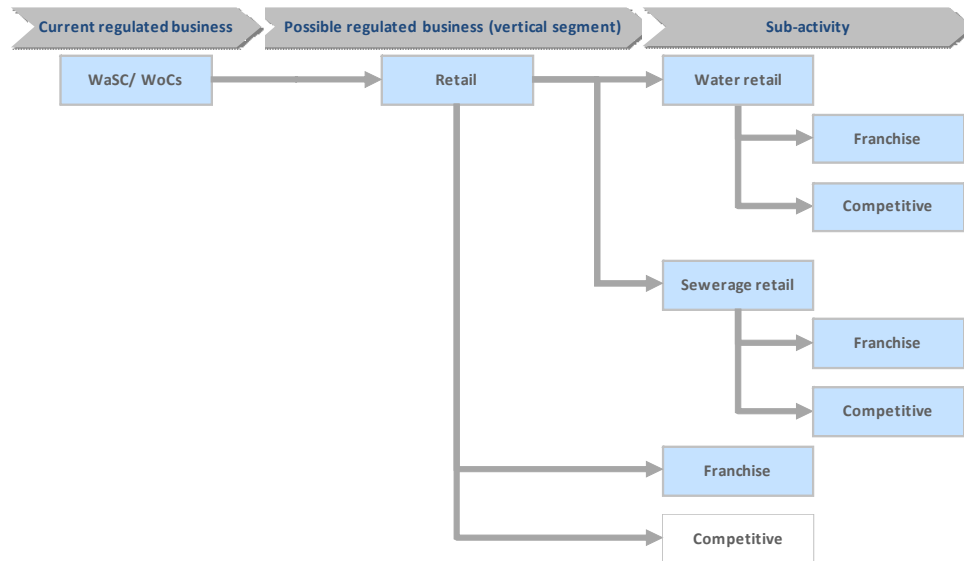 Current regulated business
Possible regulated business (vertical segment)
Sub-activity
WaSC/ WoCs
Retail
Water retail
Franchise
Competitive
Sewerage retail
Franchise
Competitive
Franchise
Competitive